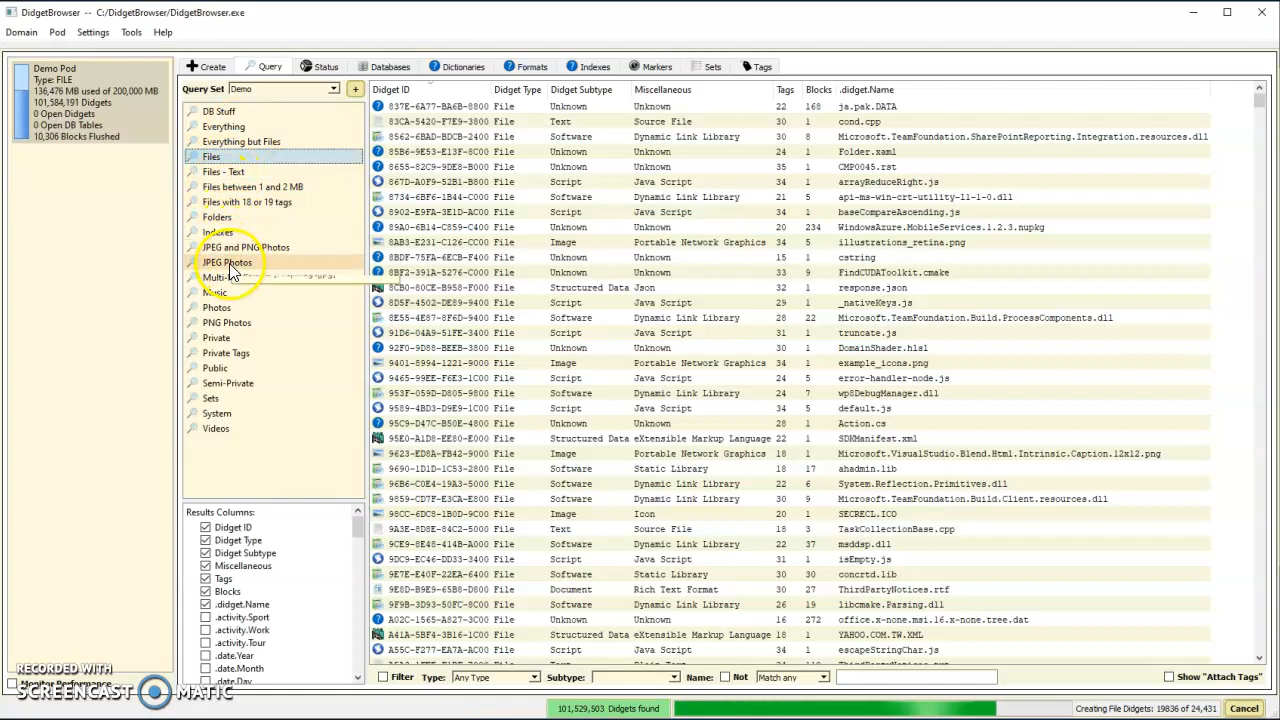 DidgetBrowser -- C:/DidgetBrowser/DidgetBrowser.exe
Domain Pod Settings Tools Help
Demo Pod
Type: FILE
136,476 MB used of 200,000 MB
101,584,191 Didgets
0 Open Didgets
0 Open DB Tables
10,306 Blocks Flushed
Create Query Status Databases Dictionaries Formats Indexes Markers Sets Tags
Query Set Demo +
DB Stuff
Everything
Everything but Files
Files
Files - Text
Files between 1 and 2 MB
Files with 18 or 19 tags
Folders
Indexes
JPEG and PNG Photos
JPEG Photos
Music
Photos
PNG Photos
Private
Private Tags
Public
Semi-Private
Sets
System
Videos
Results Columns:
Didget ID
Didget Type
Didget Subtype
Miscellaneous
Tags
Blocks
.didget.Name
.activity.Sport
.activity.Work
.activity.Tour
.date.Year
.date.Month
.date.Day
Didget ID Didget Type Didget Subtype Miscellaneous Tags Blocks .didget.Name
837E-6A77-BA6B-8800 File Unknown Unknown 22 168 ja.pak.DATA
83CA-5420-F7E9-3600 File Text Source File 30 1 cond.cpp
8562-6BAD-BDCB-2400 File Software Dynamic Link Library 30 8 Microsoft.TeamFoundation.SharePointReporting.Integration.resources.dll
85B6-9E53-E13F-8C00 File Unknown Unknown 24 1 Folder.xaml
8655-82C9-9DE8-B000 File Unknown Unknown 35 1 CMP0045.rst
867D-A0F9-52B1-B800 File Script Java Script 34 1 arrayReduceRight.js
8734-6BF6-1B44-C000 File Software Dynamic Link Library 21 5 api-ms-win-crt-utility-l1-1-0.dll
8902-E9FA-3E1D-AC00 File Script Java Script 34 1 baseCompareAscending.js
89A0-6B2F-16B6-EC00 File Unknown Unknown 26 234 WindowsAzure.MobileServices.1.2.3.nupkg
8AB3-E231-C126-CC00 File Image Portable Network Graphics 34 5 illustrations_retina.png
8BDF-75FA-6ECB-F000 File Unknown Unknown 21 1 cstring
8BF2-391A-5276-C000 File Unknown Unknown 33 9 FindCUDAToolkit.cmake
8CB0-80CE-B958-F000 File Structured Data Json 34 1 response.json
8D5F-4502-DE89-9400 File Script Java Script 29 1 _nativeKeys.js
8E55-4E87-8F6D-9400 File Software Dynamic Link Library 28 22 Microsoft.TeamFoundation.Build.ProcessComponents.dll
91D6-04A9-51FE-3400 File Script Java Script 31 1 truncate.js
92F0-9D88-BEEB-3800 File Unknown Unknown 30 1 DomainShader.hlsl
9401-8994-1221-9000 File Image Portable Network Graphics 34 1 example_icons.png
9465-99EE-F6E3-1C00 File Script Java Script 24 5 error-handler-node.js
953F-059D-D805-9800 File Software Dynamic Link Library 24 7 wp8DebugManager.dll
9589-4BD3-D9E9-1C00 File Script Java Script 34 5 default.js
95C9-D47C-B50E-4800 File Unknown Unknown 28 1 Action.cs
95E0-A1D8-EE80-E000 File Structured Data eXtensible Markup Language 22 1 SDKManifest.xml
9623-ED8A-FB42-9000 File Image Portable Network Graphics 18 1 Microsoft.VisualStudio.Blend.Html.Intrinsic.Caption.12x12.png
9690-1D1D-1C53-2800 File Software Static Library 18 17 ahadmin.lib
96B6-C0E4-19A3-5000 File Software Dynamic Link Library 22 6 System.Reflection.Primitives.dll
9859-CD7F-E3CA-E800 File Software Dynamic Link Library 30 9 Microsoft.TeamFoundation.Build.Client.resources.dll
98CC-6DC8-1B0D-9C00 File Image Icon 20 1 SECRECL.ICO
9A3E-8D8E-84C2-5000 File Text Source File 18 3 TaskCollectionBase.cpp
9CE9-8E48-414B-A000 File Software Dynamic Link Library 22 37 msddsp.dll
9DC9-EC46-DD33-3400 File Script Java Script 31 1 isEmpty.js
9E7E-E40F-22EA-6400 File Software Static Library 30 30 concrtd.lib
9E8D-B9E9-65B8-D800 File Document Rich Text Format 30 27 ThirdPartyNotices.rtf
9F9B-3D93-50FC-8C00 File Software Dynamic Link Library 26 19 libcmake.Parsing.dll
A02C-1565-A827-3C00 File Unknown Unknown 16 272 office.x-none.msi.16.x-none.tree.dat
A41A-5BF4-3B16-1C00 File Structured Data eXtensible Markup Language 18 1 YAHOO.COM.TW.XML
A55C-F277-EA7A-AC00 File Script Java Script 34 1 escapeStringChar.js
Filter Type: Any Type Subtype: Name: Not Match any Show "Attach Tags"
RECORDED WITH
SCREENCAST MATIC
Monitor Performance
101,529,503 Didgets found Creating File Didgets: 19836 of 24,431 Cancel